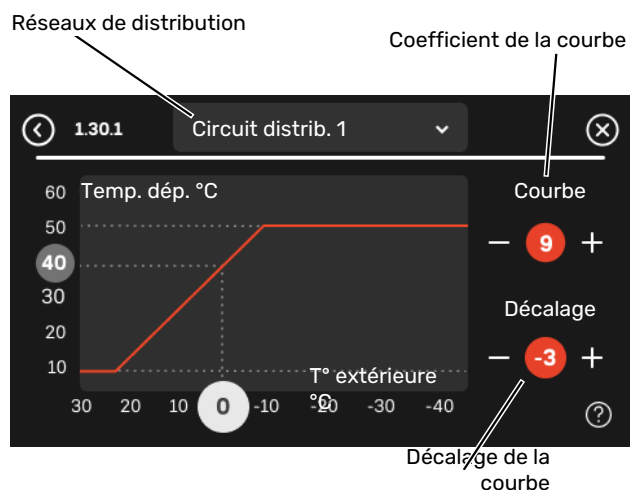 Réseaux de distribution
Coefficient de la courbe
1.30.1
Circuit distrib. 1
60
Temp. dép. °C
Courbe
50
9
40
30
Décalage
20
-3
10
T° extérieure
°C
30 20 10 0 -10 -20 -30 -40
?
Décalage de la
courbe